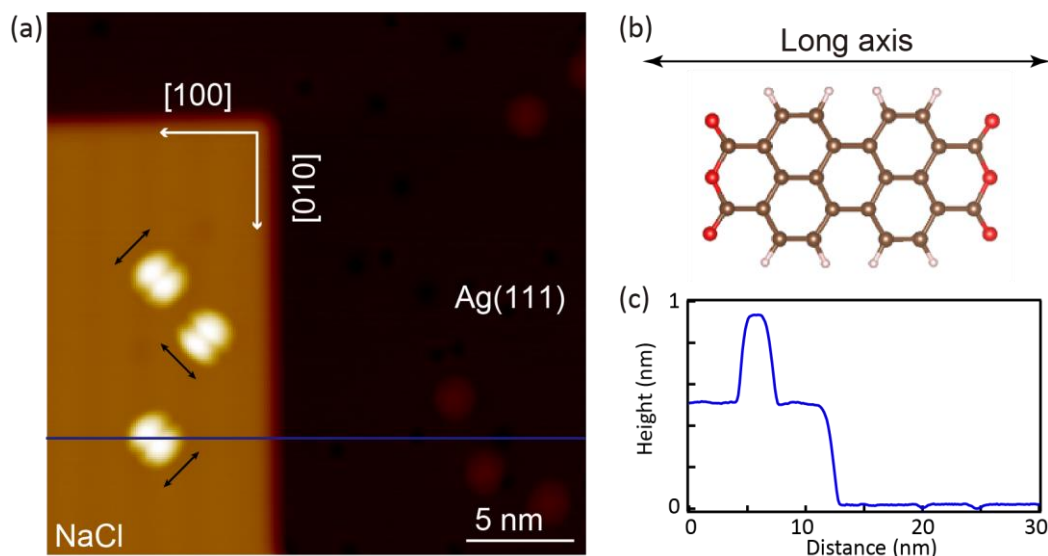 (a)
[100]
[010]
Ag(111)
NaCl
5 nm
(b)
Long axis
(c)
1
Height (nm)
0
0
10
20
30
Distance (nm)